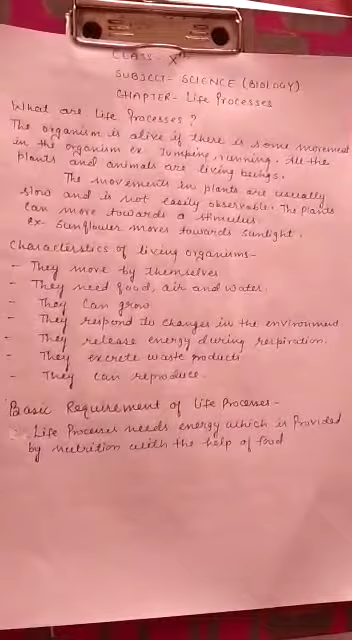 CLASS - Xth
SUBJECT - SCIENCE (BIOLOGY)
CHAPTER - Life Processes
What are Life Processes ?
The organism is alive if there is some movement
in the organism ex Jumping, running. All the
plants and animals are living beings.
The movements in plants are usually
slow and is not easily observable. The plants
can move towards a stimulus
ex- Sunflower moves towards sunlight.
Characteristics of living organisms-
- They move by themselves
- They need food, air and water.
- They can grow
- They respond to changes in the environment
- They release energy during respiration.
- They excrete waste products
- They can reproduce.
Basic Requirement of Life Processes -
Life Processes needs energy which is Provided
by nutrition with the help of food